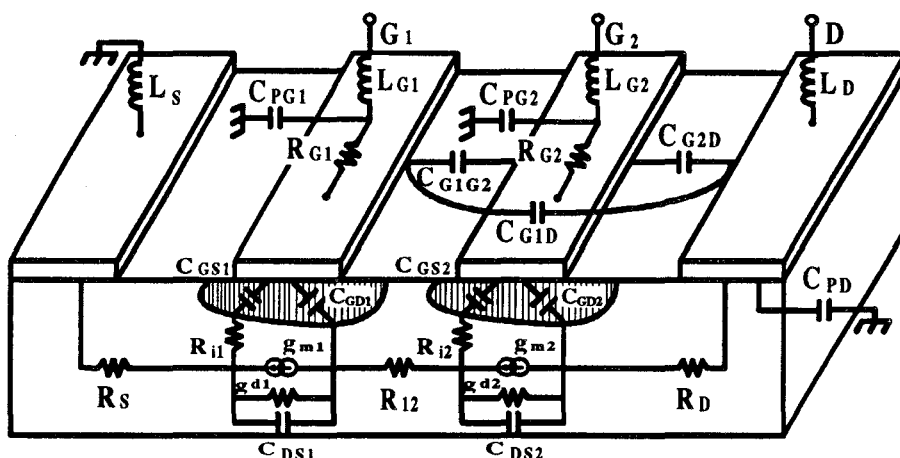 G1 G2 D
LS CPG1 LG1 CPG2 LG2 LD
RG1 RG2 CG2D
CG1G2
CG1D
CGS1 CGS2
CGD1 CGD2 CPD
Ri1 gm1 Ri2 gm2
RS gd1 R12 gd2 RD
CDS1 CDS2